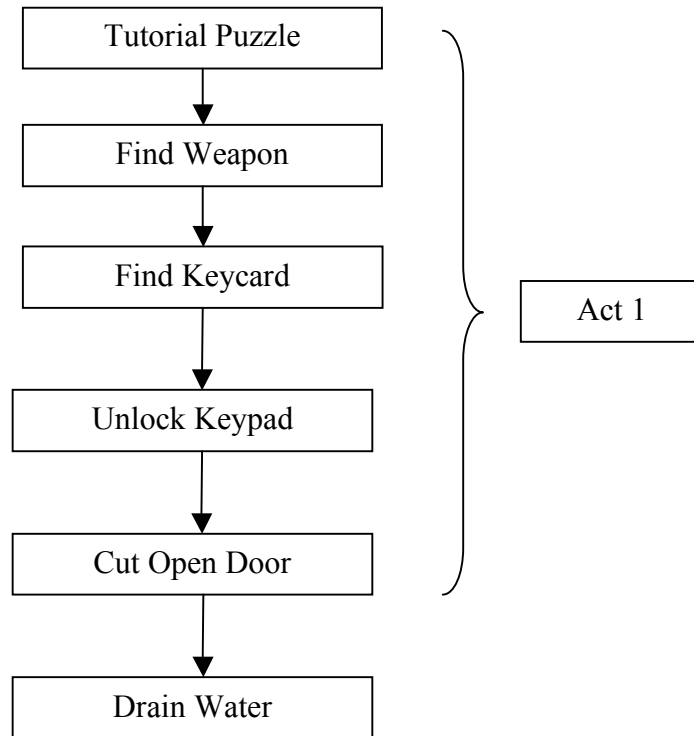 Tutorial Puzzle
Find Weapon
Find Keycard
Act 1
Unlock Keypad
Cut Open Door
Drain Water